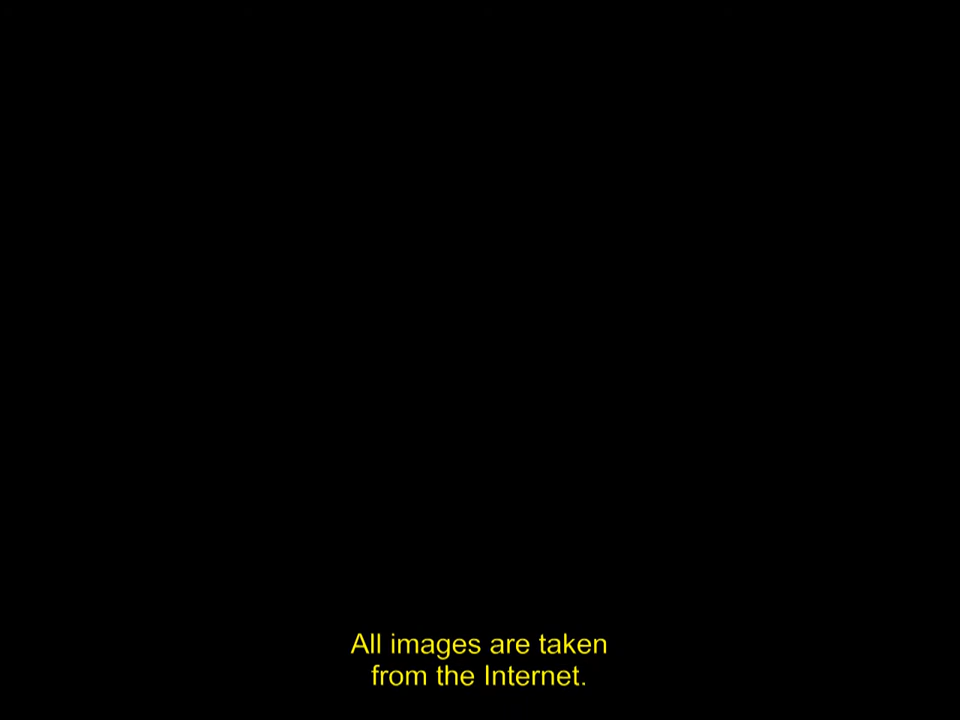 All images are taken
from the Internet.